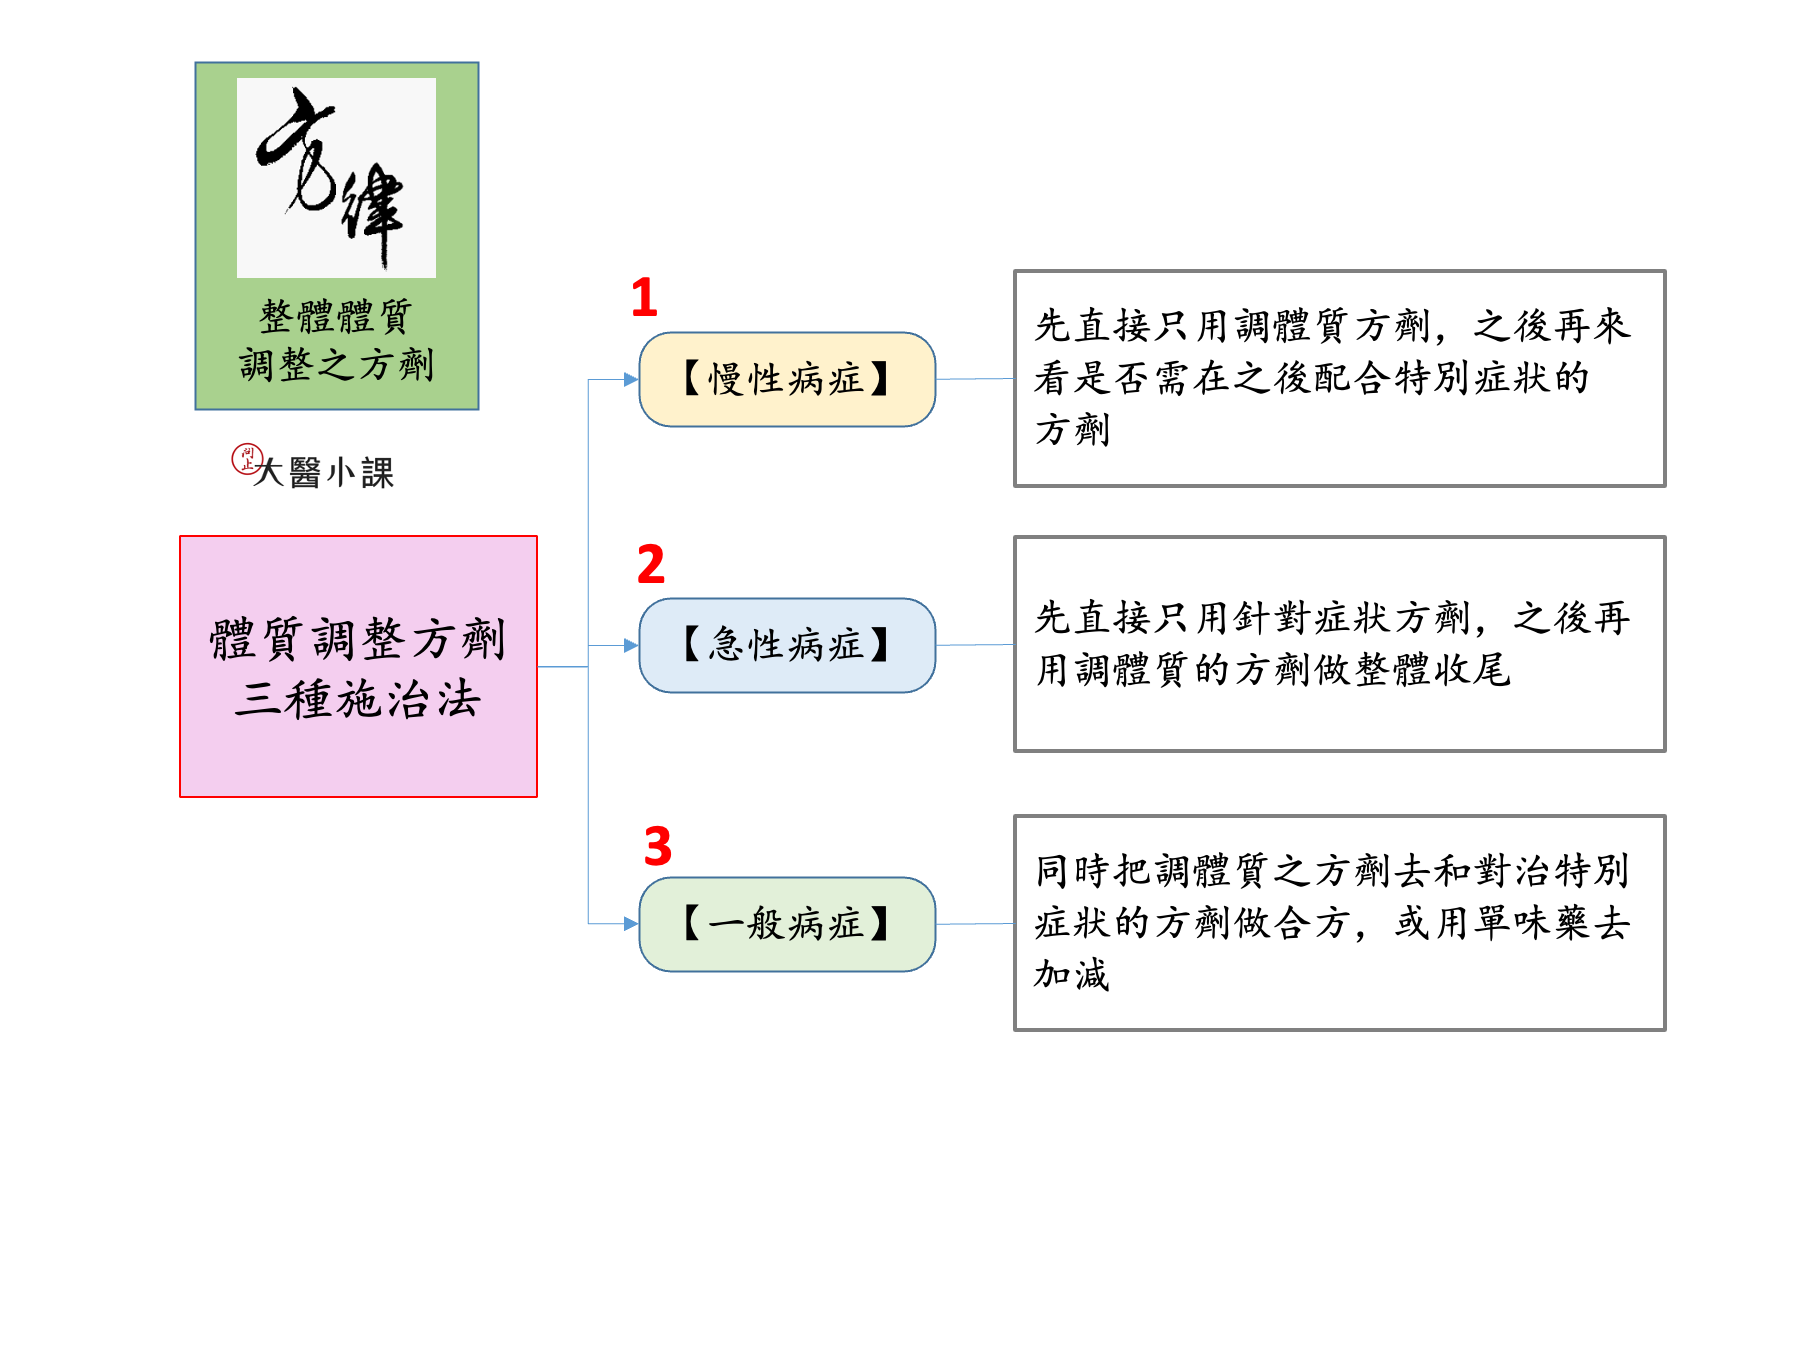 方律
整體體質
調整之方劑
問止
大醫小課
體質調整方劑
三種施治法
1
【慢性病症】
先直接只用調體質方劑，之後再來
看是否需在之後配合特別症狀的
方劑
2
【急性病症】
先直接只用針對症狀方劑，之後再
用調體質的方劑做整體收尾
3
【一般病症】
同時把調體質之方劑去和對治特別
症狀的方劑做合方，或用單味藥去
加減